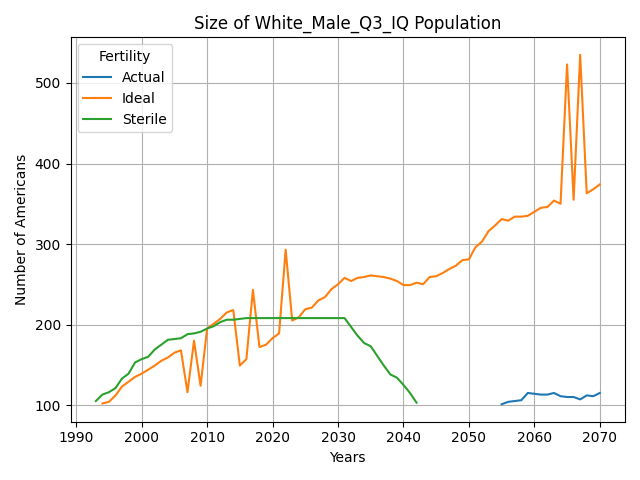 Size of White_Male_Q3_IQ Population
Fertility
Actual
Ideal
Sterile
Number of Americans
500
400
300
200
100
1990
2000
2010
2020
2030
2040
2050
2060
2070
Years